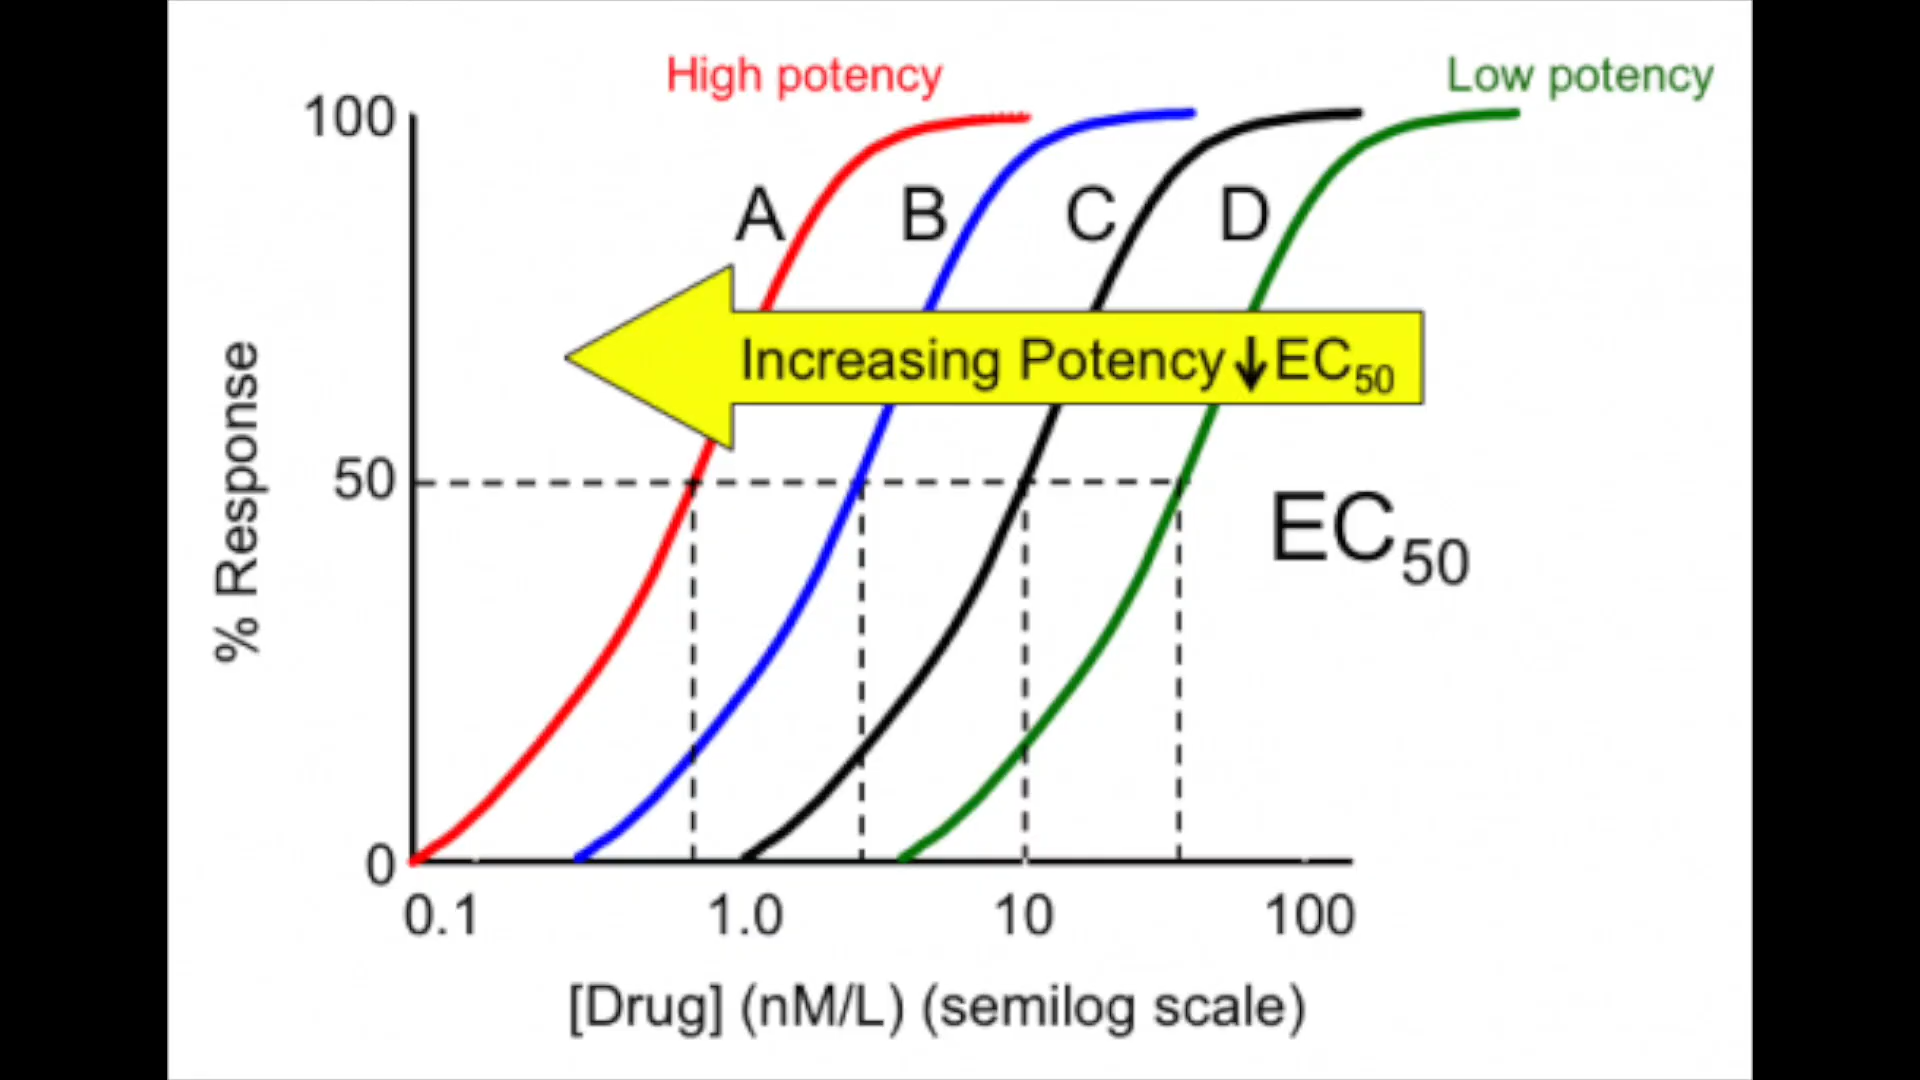 High potency
Low potency
100
A
B
C
D
Increasing Potency ↓ EC50
% Response
50
EC50
0
0.1
1.0
10
100
[Drug] (nM/L) (semilog scale)